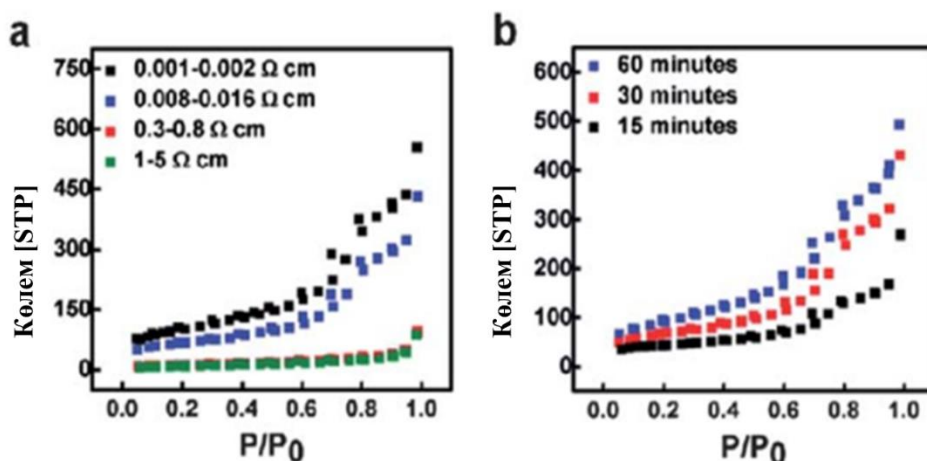 a
Көлем [STP]
750
600
450
300
150
0
0.001-0.002 Ω cm
0.008-0.016 Ω cm
0.3-0.8 Ω cm
1-5 Ω cm
0.0 0.2 0.4 0.6 0.8 1.0
P/P0
b
Көлем [STP]
600
500
400
300
200
100
0
60 minutes
30 minutes
15 minutes
0.0 0.2 0.4 0.6 0.8 1.0
P/P0